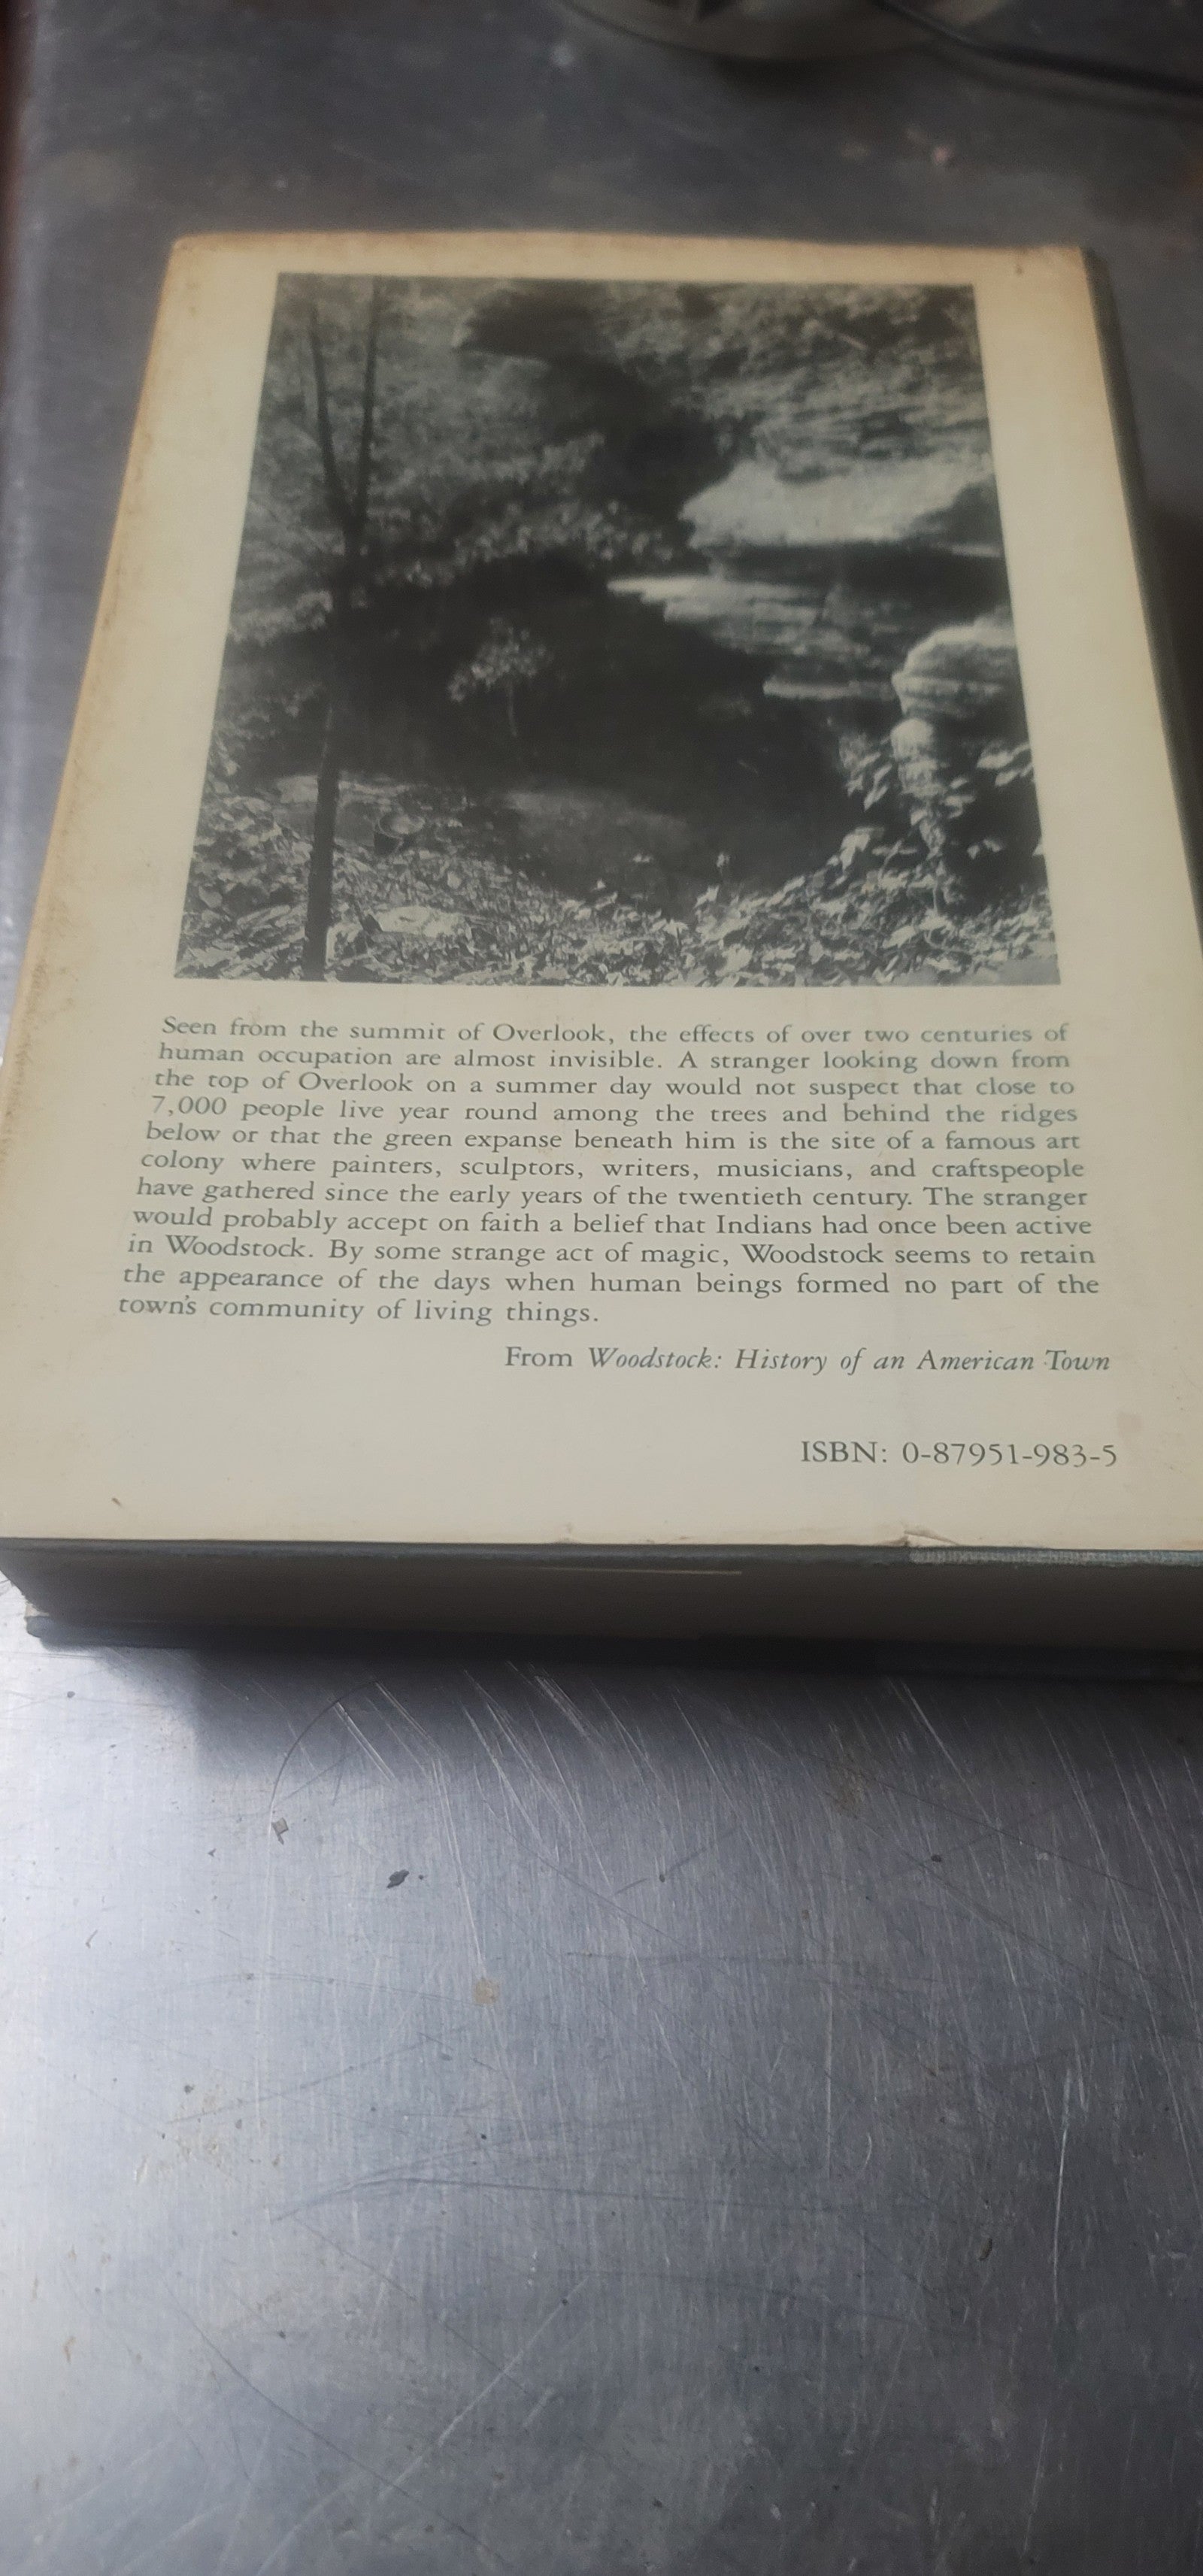 Seen from the summit of Overlook, the effects of over two centuries of
human occupation are almost invisible. A stranger looking down from
the top of Overlook on a summer day would not suspect that close to
7,000 people live year round among the trees and behind the ridges
below or that the green expanse beneath him is the site of a famous art
colony where painters, sculptors, writers, musicians, and craftspeople
have gathered since the early years of the twentieth century. The stranger
would probably accept on faith a belief that Indians had once been active
in Woodstock. By some strange act of magic, Woodstock seems to retain
the appearance of the days when human beings formed no part of the
town's community of living things.
From Woodstock: History of an American Town
ISBN: 0-87951-983-5